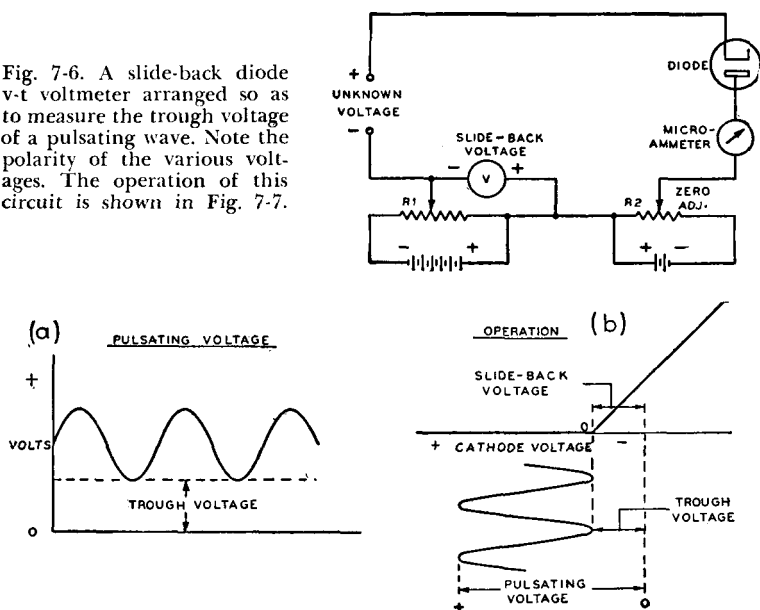 Fig. 7-6. A slide-back diode
v-t voltmeter arranged so as
to measure the trough voltage
of a pulsating wave. Note the
polarity of the various volt-
ages. The operation of this
circuit is shown in Fig. 7-7.
+
UNKNOWN
VOLTAGE
-
DIODE
MICRO-
AMMETER
SLIDE-BACK
VOLTAGE
- V +
R1
- +
R2
ZERO
ADJ.
+ -
(a)
PULSATING VOLTAGE
+
VOLTS
TROUGH VOLTAGE
0
OPERATION
(b)
SLIDE-BACK
VOLTAGE
0
+ CATHODE VOLTAGE -
TROUGH
VOLTAGE
PULSATING
VOLTAGE
+ 0